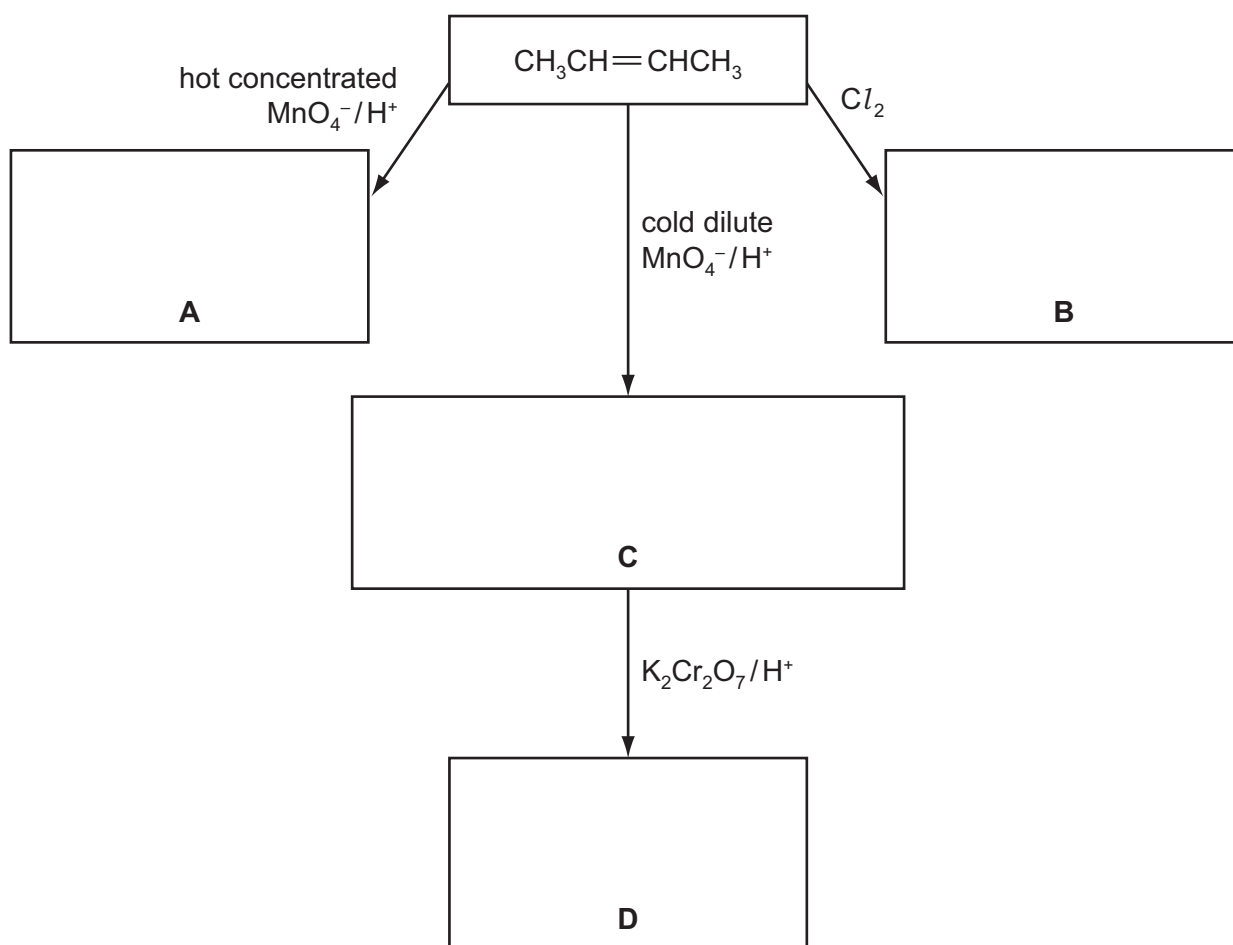 CH₃CH=CHCH₃
hot concentrated
MnO₄⁻/H⁺
Cl₂
cold dilute
MnO₄⁻/H⁺
A
B
C
K₂Cr₂O₇/H⁺
D